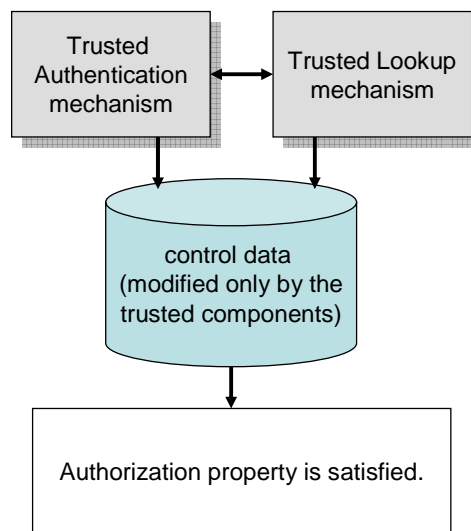 Trusted
Authentication
mechanism
Trusted Lookup
mechanism
control data
(modified only by the
trusted components)
Authorization property is satisfied.